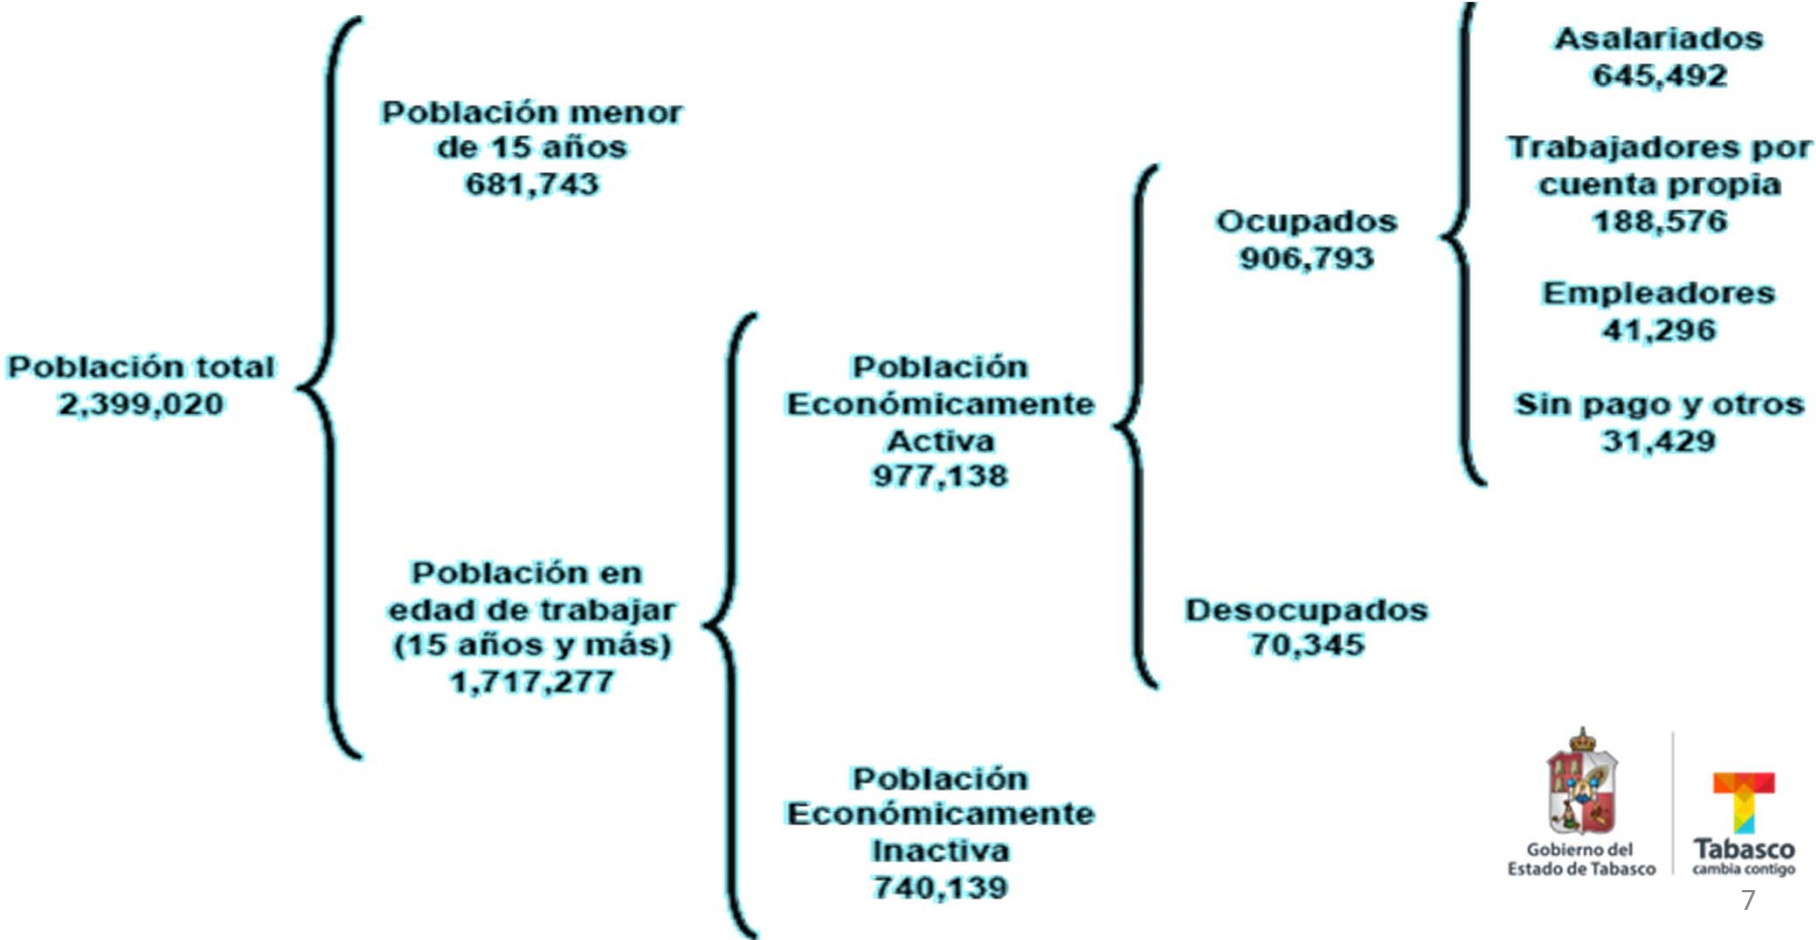 Población total
2,399,020
Población menor
de 15 años
681,743
Población en
edad de trabajar
(15 años y más)
1,717,277
Población
Económicamente
Activa
977,138
Población
Económicamente
Inactiva
740,139
Ocupados
906,793
Desocupados
70,345
Asalariados
645,492
Trabajadores por
cuenta propia
188,576
Empleadores
41,296
Sin pago y otros
31,429
Gobierno del
Estado de Tabasco
Tabasco
cambia contigo
7